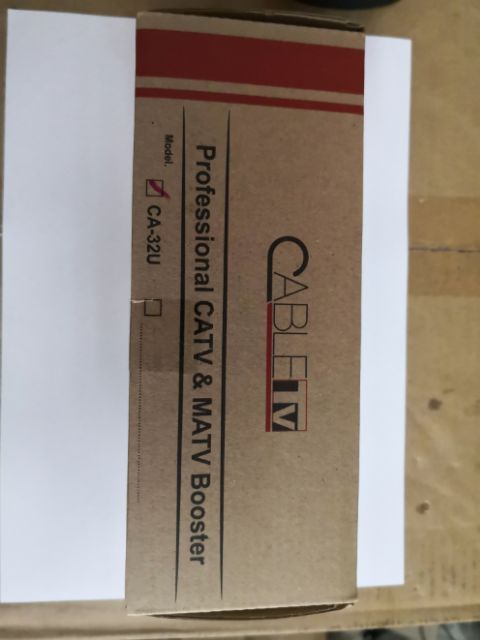 CABLE TV
Professional CATV & MATV Booster
Model. CA-32U